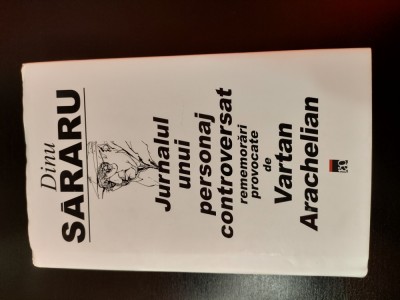 Dinu
SĂRARU
Jurnalul
unui
personaj
controversat
rememorări
provocate
de
Vartan
Arachelian